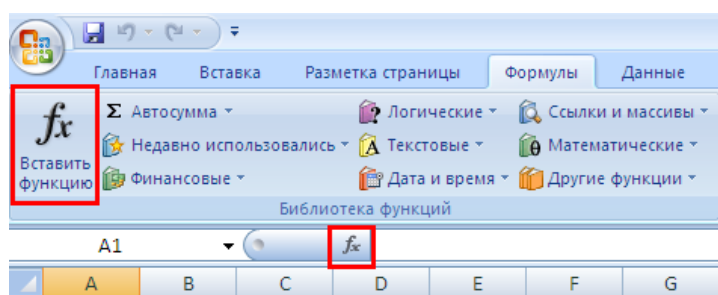 Главная Вставка Разметка страницы Формулы Данные
fx Вставить функцию
Σ Автосумма Логические Ссылки и массивы
Недавно использовались Текстовые Математические
Финансовые Дата и время Другие функции
Библиотека функций
A1 fx
A B C D E F G